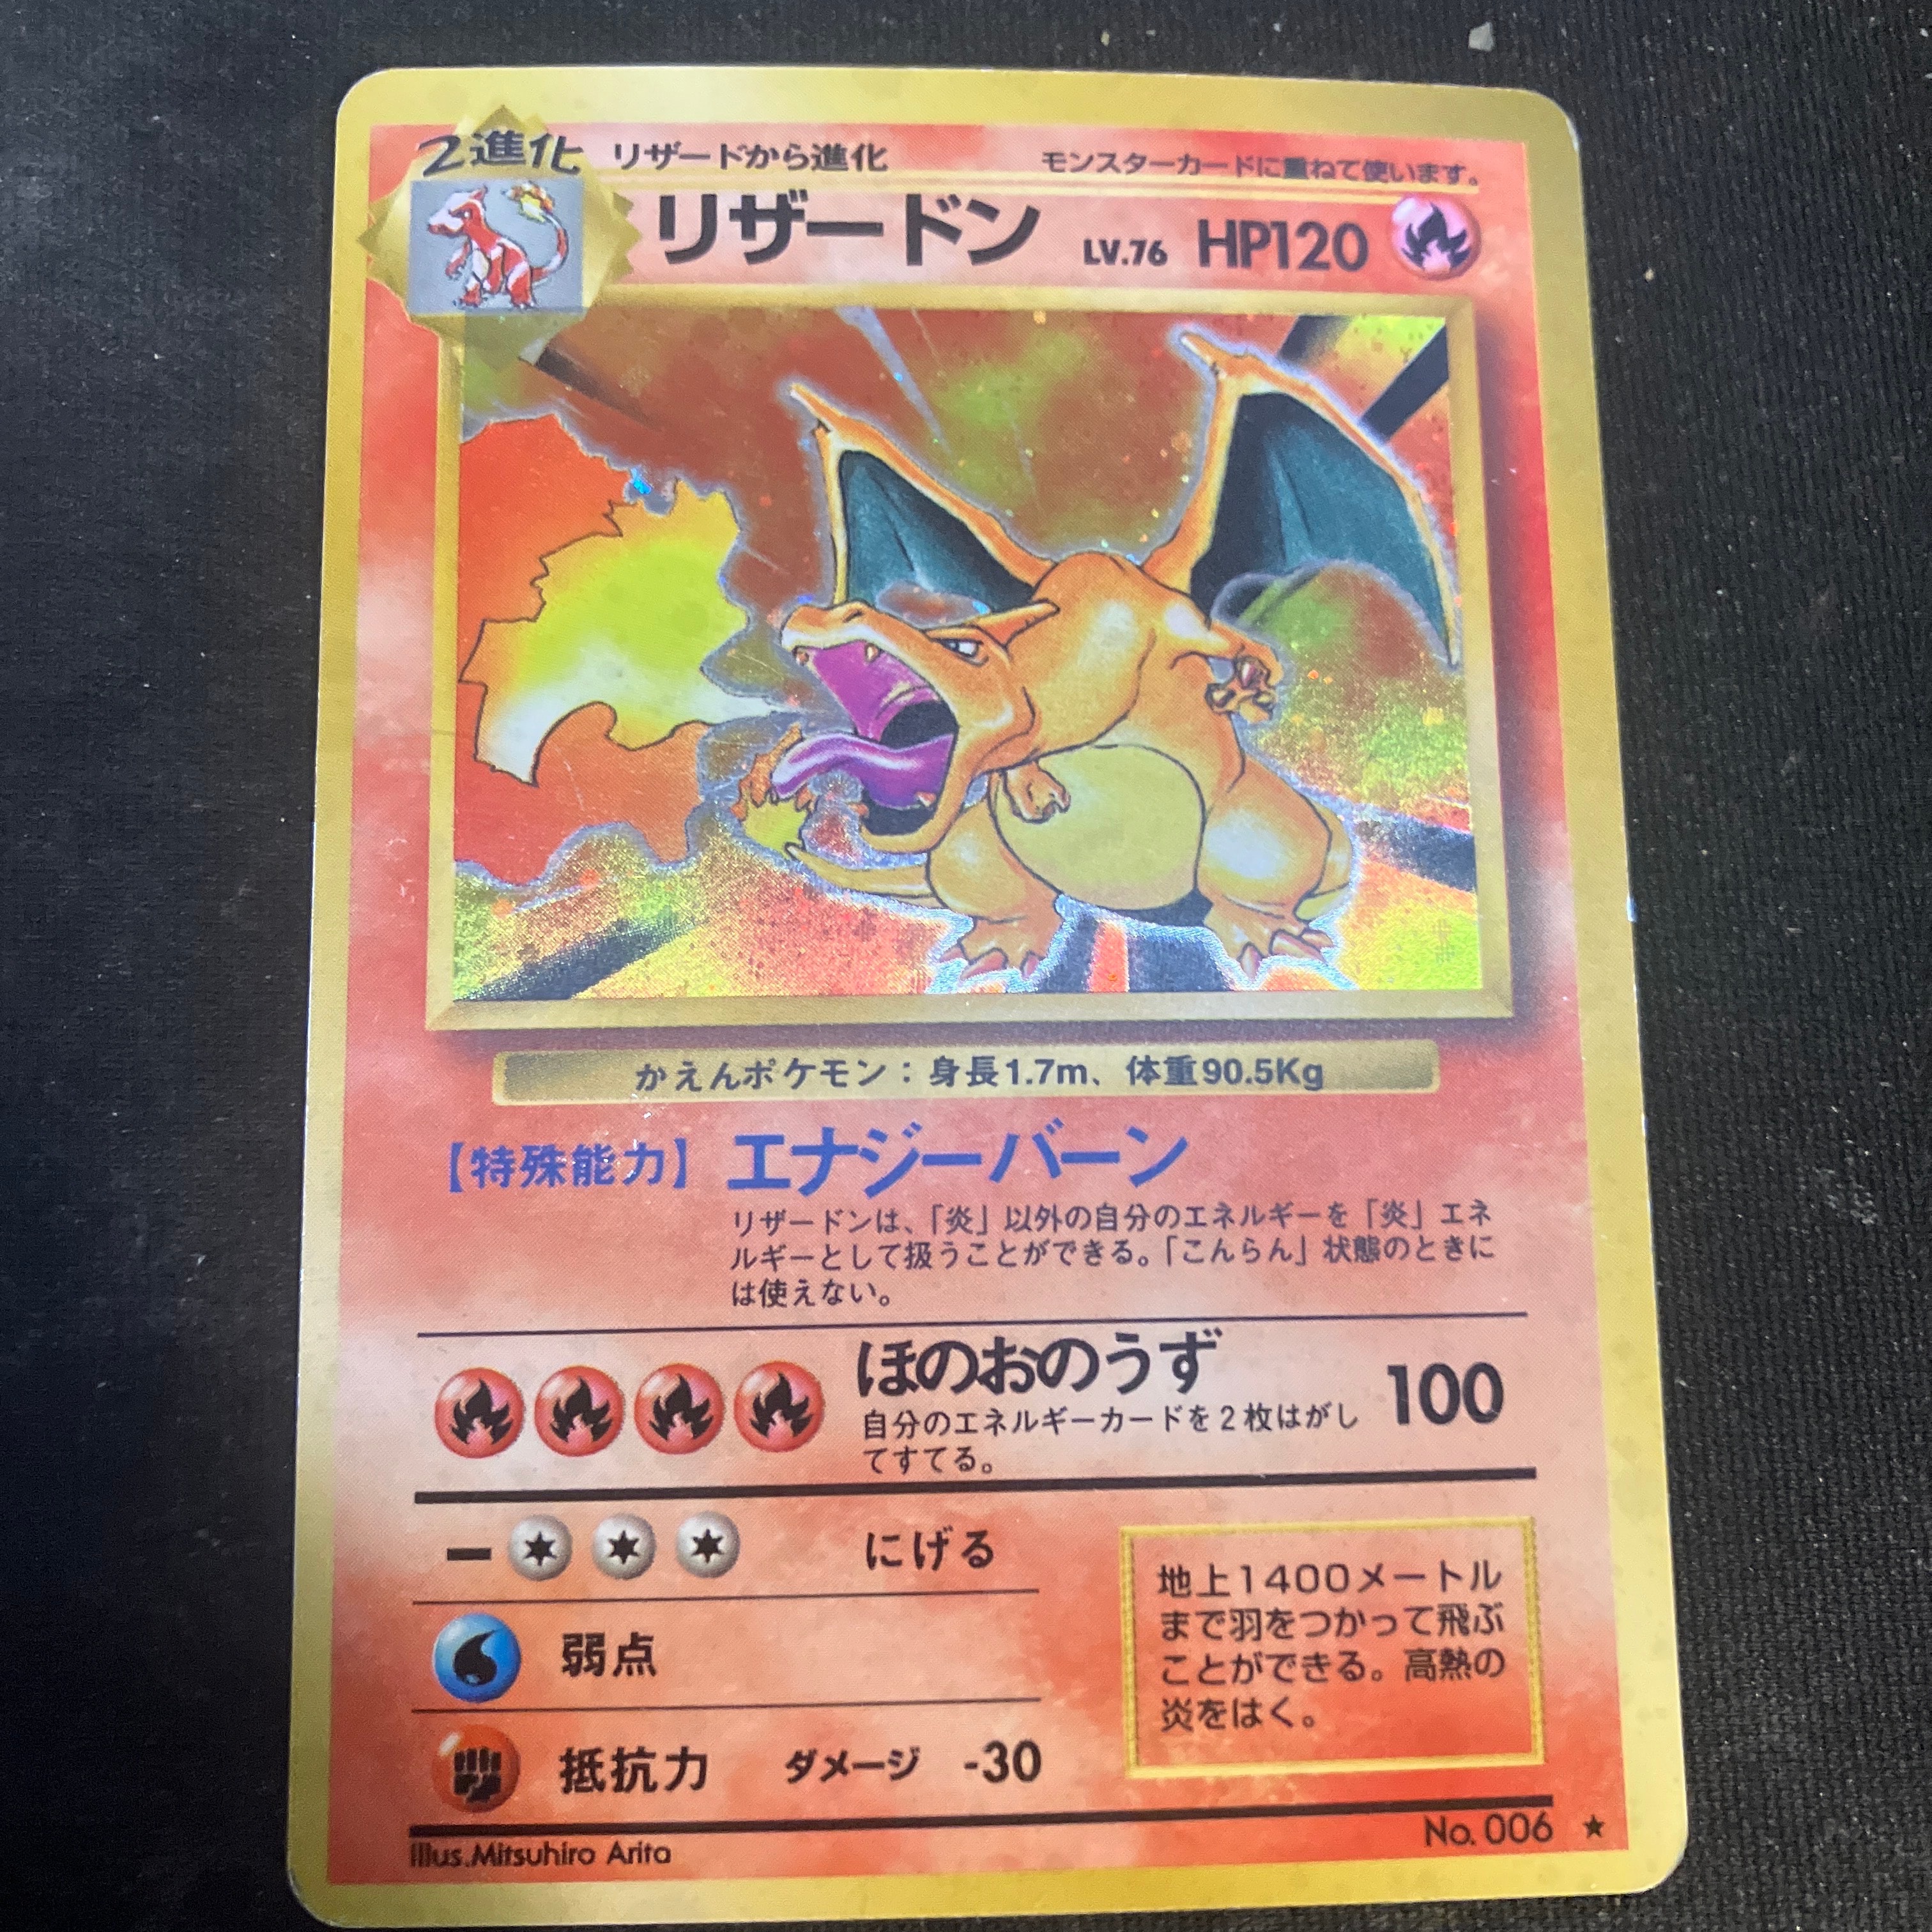 2進化 リザードから進化 モンスターカードに重ねて使います。
リザードン LV.76 HP120
かえんポケモン：身長1.7m、体重90.5Kg
【特殊能力】 エナジーバーン
リザードンは、「炎」以外の自分のエネルギーを「炎」エネ
ルギーとして扱うことができる。「こんらん」状態のときに
は使えない。
ほのおのうず 100
自分のエネルギーカードを2枚はがし
てすてる。
にげる
弱点
抵抗力 ダメージ -30
地上1400メートル
まで羽をつかって飛ぶ
ことができる。高熱の
炎をはく。
Illus.Mitsuhiro Arita No. 006 ★